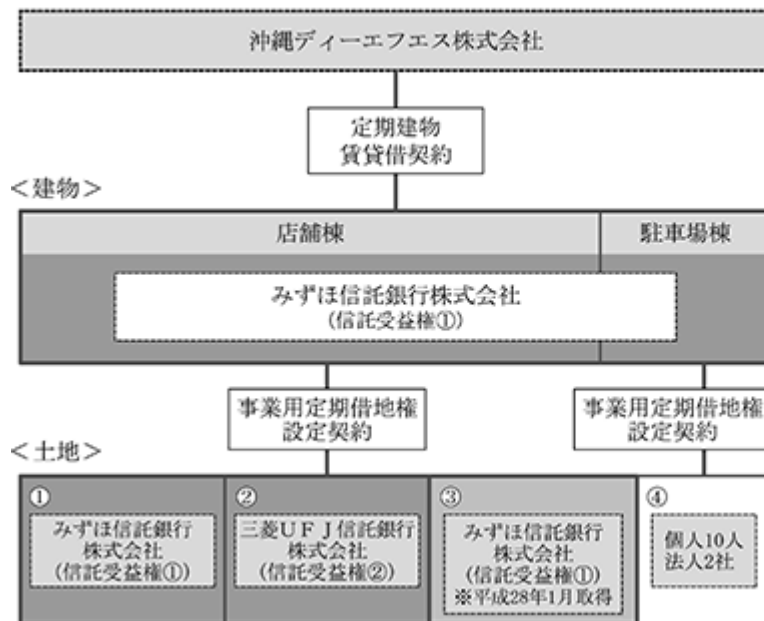 沖縄ディーエフエス株式会社
定期建物
賃貸借契約
＜建物＞
店舗棟
駐車場棟
みずほ信託銀行株式会社
(信託受益権①)
事業用定期借地権
設定契約
事業用定期借地権
設定契約
＜土地＞
①
みずほ信託銀行
株式会社
(信託受益権①)
②
三菱ＵＦＪ信託銀行
株式会社
(信託受益権②)
③
みずほ信託銀行
株式会社
(信託受益権①)
※平成28年1月取得
④
個人10人
法人2社